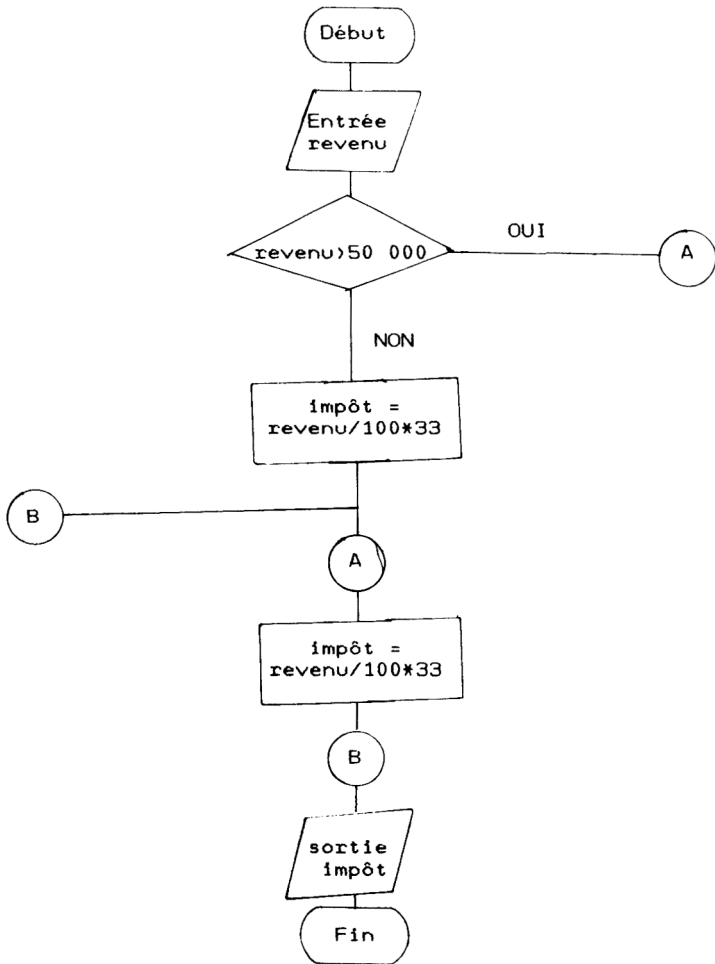 Début
Entrée
revenu
revenu>50 000
OUI
A
NON
impôt =
revenu/100*33
B
A
impôt =
revenu/100*33
B
sortie
impôt
Fin